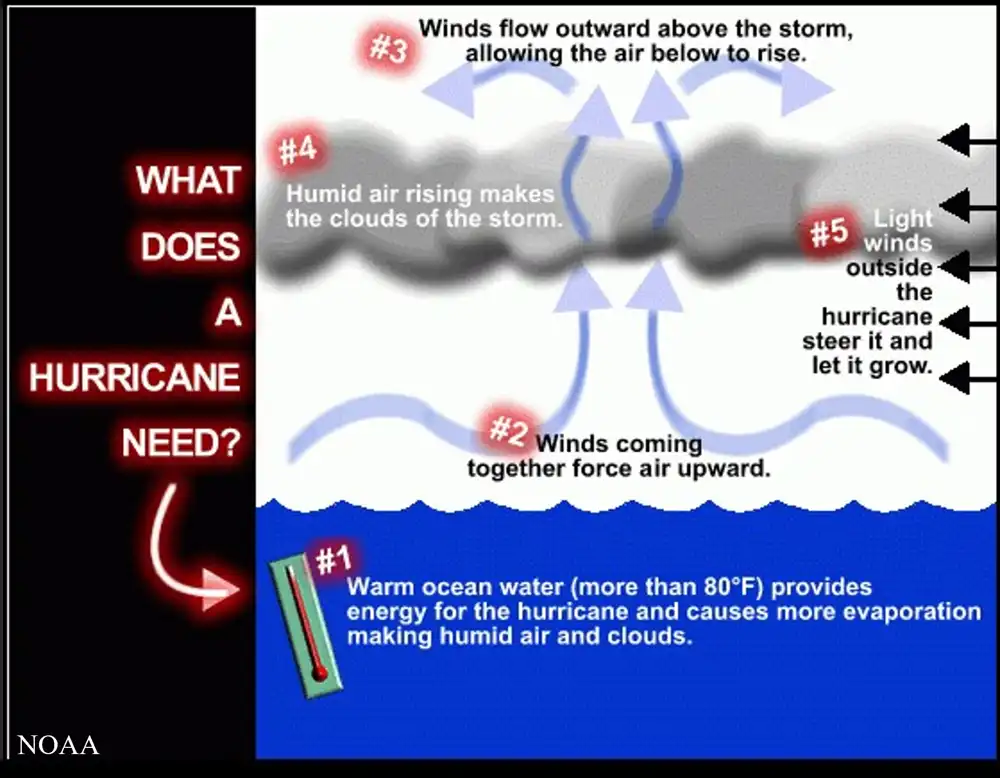 WHAT
DOES
A
HURRICANE
NEED?
#1
Warm ocean water (more than 80°F) provides
energy for the hurricane and causes more evaporation
making humid air and clouds.
#2
Winds coming
together force air upward.
#3
Winds flow outward above the storm,
allowing the air below to rise.
#4
Humid air rising makes
the clouds of the storm.
#5
Light
winds
outside
the
hurricane
steer it and
let it grow.
NOAA